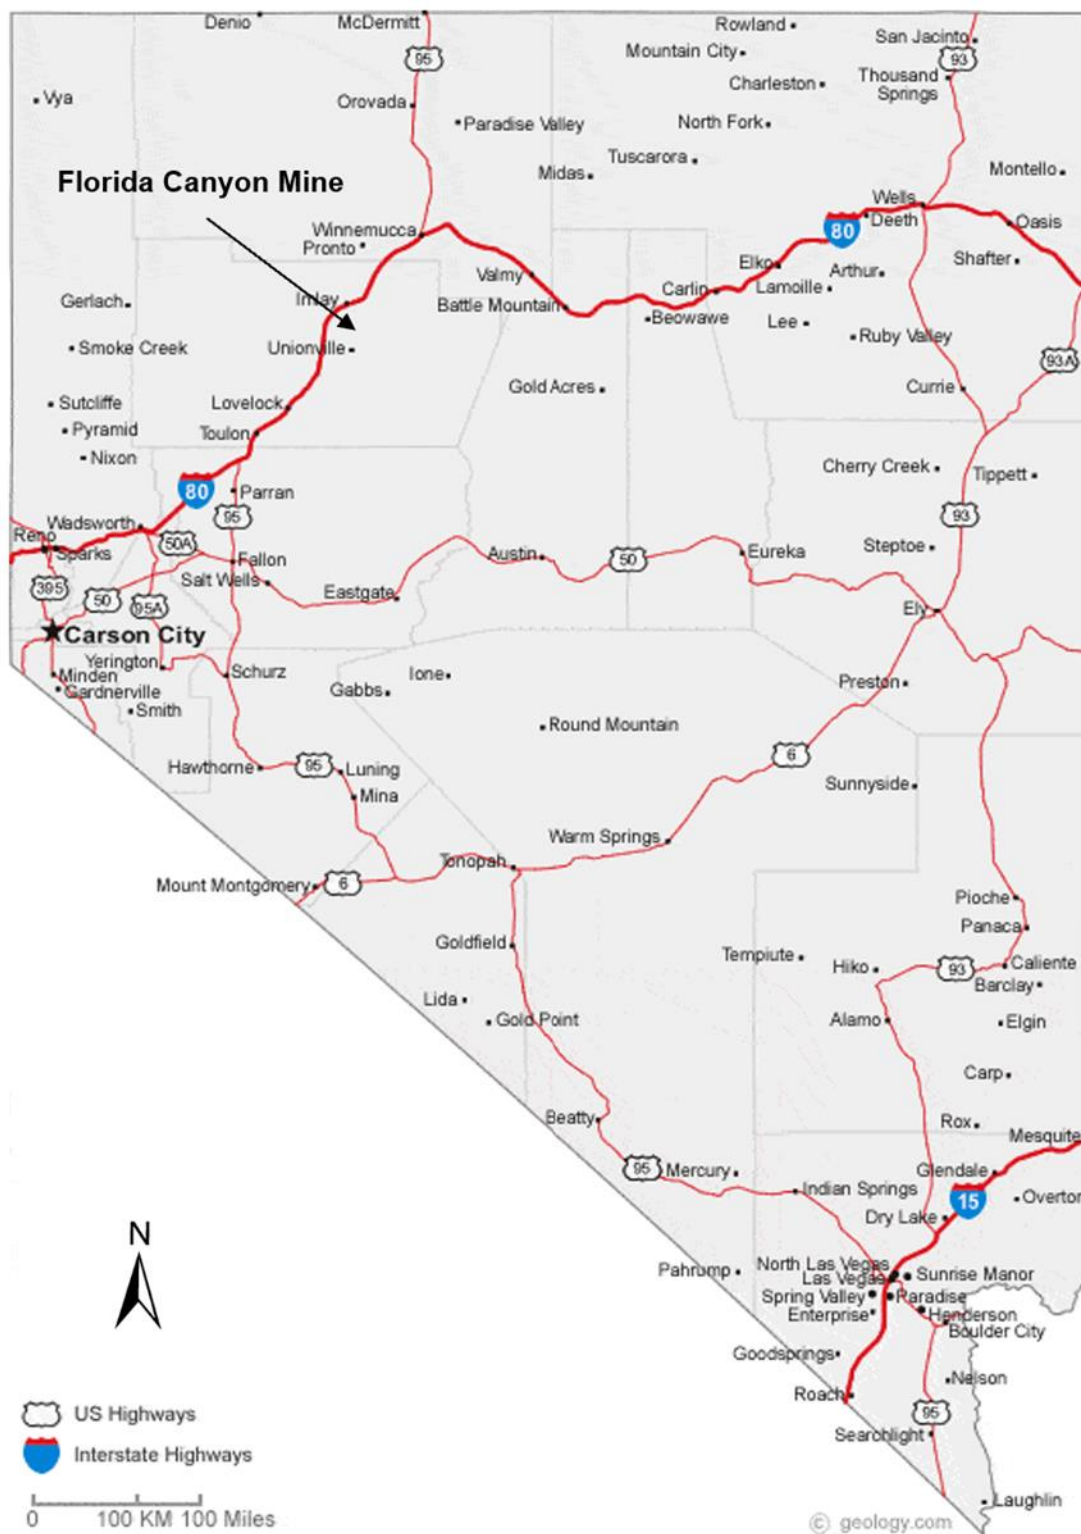 Denio
McDermitt
Rowland
San Jacinto
95
Mountain City
93
Charleston
Thousand
Springs
Vya
Orovada
Paradise Valley
North Fork
Tuscarora
Midas
Montello
Florida Canyon Mine
Wells
Deeth
Oasis
80
Winnemucca
Pronto
Shafter
Elko
Arthur
Valmy
Lamoille
Carlin
Gerlach
Imlay
Battle Mountain
Beowawe
Lee
Ruby Valley
Smoke Creek
Unionville
93A
Gold Acres
Currie
Sutcliffe
Lovelock
Pyramid
Toulon
Nixon
Cherry Creek
Tippett
80
Parran
95
93
Wadsworth
Reno
Sparks
50A
Fallon
Austin
50
Eureka
Steptoe
Salt Wells
395
50
95A
Eastgate
Ely
Carson City
Yerington
Minden
Schurz
Ione
Gardnerville
Gabbs
Preston
Smith
Round Mountain
6
Hawthorne
95
Luning
Mina
Sunnyside
Warm Springs
Tonopah
Mount Montgomery
6
Pioche
Panaca
Goldfield
Tempiute
Hiko
93
Caliente
Barclay
Lida
Gold Point
Alamo
Elgin
Carp
Beatty
Rox
Mesquite
95
Mercury
Glendale
Indian Springs
15
Overton
Dry Lake
N
North Las Vegas
Pahrump
Las Vegas
Sunrise Manor
Spring Valley
Paradise
Enterprise
Henderson
Boulder City
Goodsprings
Nelson
Roach
US Highways
95
Searchlight
Interstate Highways
Laughlin
0 100 KM 100 Miles
© geology.com